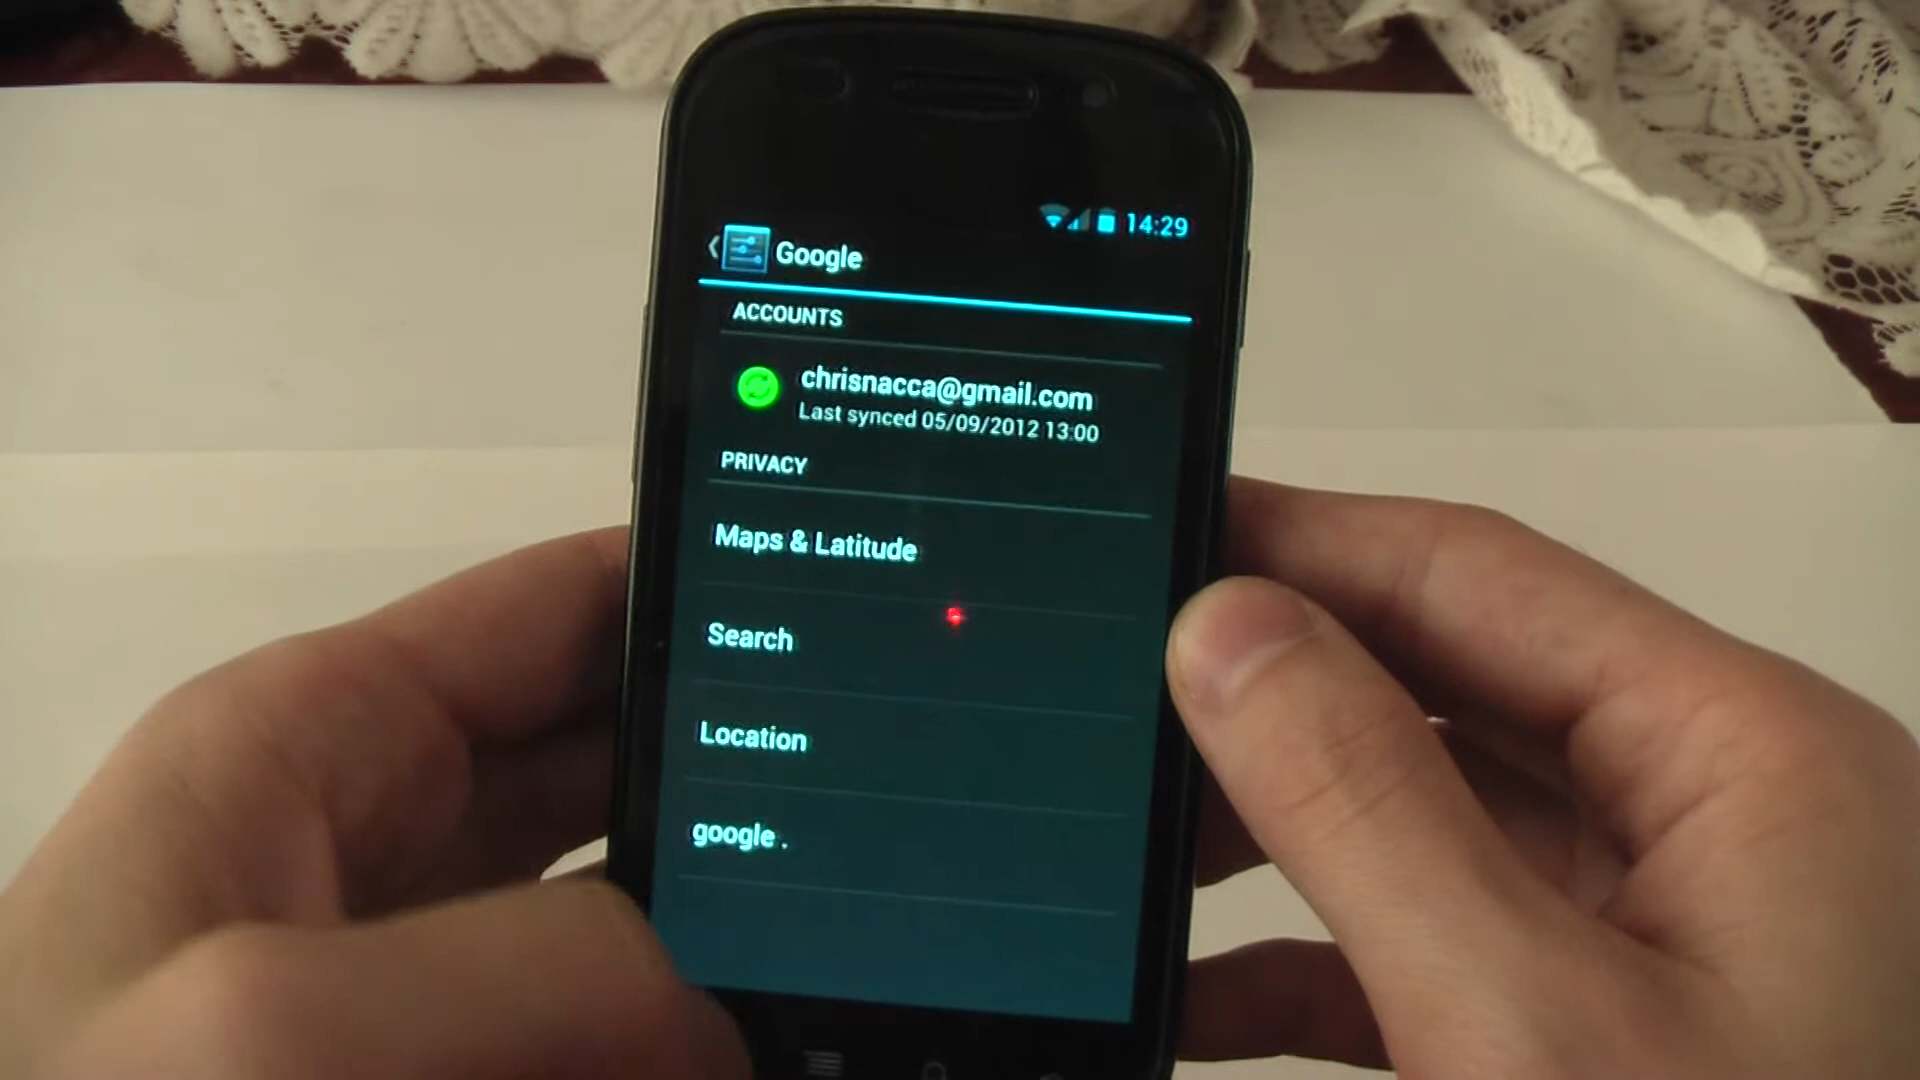 14:29
Google
ACCOUNTS
chrisnacca@gmail.com
Last synced 05/09/2012 13:00
PRIVACY
Maps & Latitude
Search
Location
google .